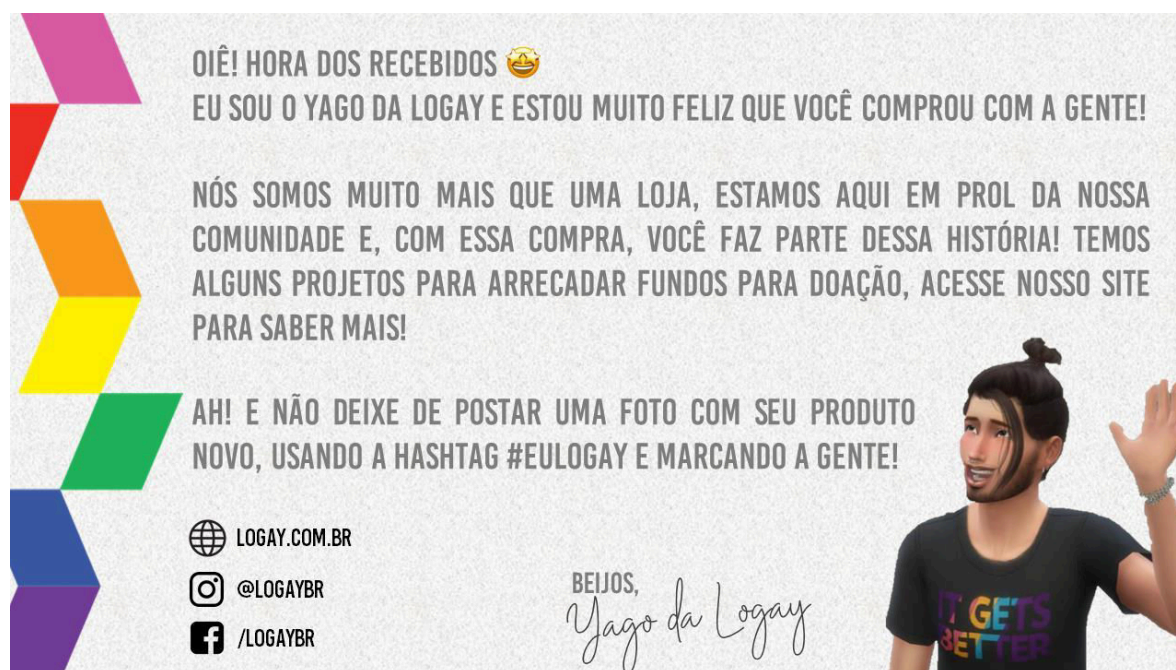 OIÊ! HORA DOS RECEBIDOS 🤩
EU SOU O YAGO DA LOGAY E ESTOU MUITO FELIZ QUE VOCÊ COMPROU COM A GENTE!
NÓS SOMOS MUITO MAIS QUE UMA LOJA, ESTAMOS AQUI EM PROL DA NOSSA
COMUNIDADE E, COM ESSA COMPRA, VOCÊ FAZ PARTE DESSA HISTÓRIA! TEMOS
ALGUNS PROJETOS PARA ARRECADAR FUNDOS PARA DOAÇÃO, ACESSE NOSSO SITE
PARA SABER MAIS!
AH! E NÃO DEIXE DE POSTAR UMA FOTO COM SEU PRODUTO
NOVO, USANDO A HASHTAG #EULOGAY E MARCANDO A GENTE!
LOGAY.COM.BR
@LOGAYBR
/LOGAYBR
BEIJOS,
Yago da Logay
IT GETS
BETTER